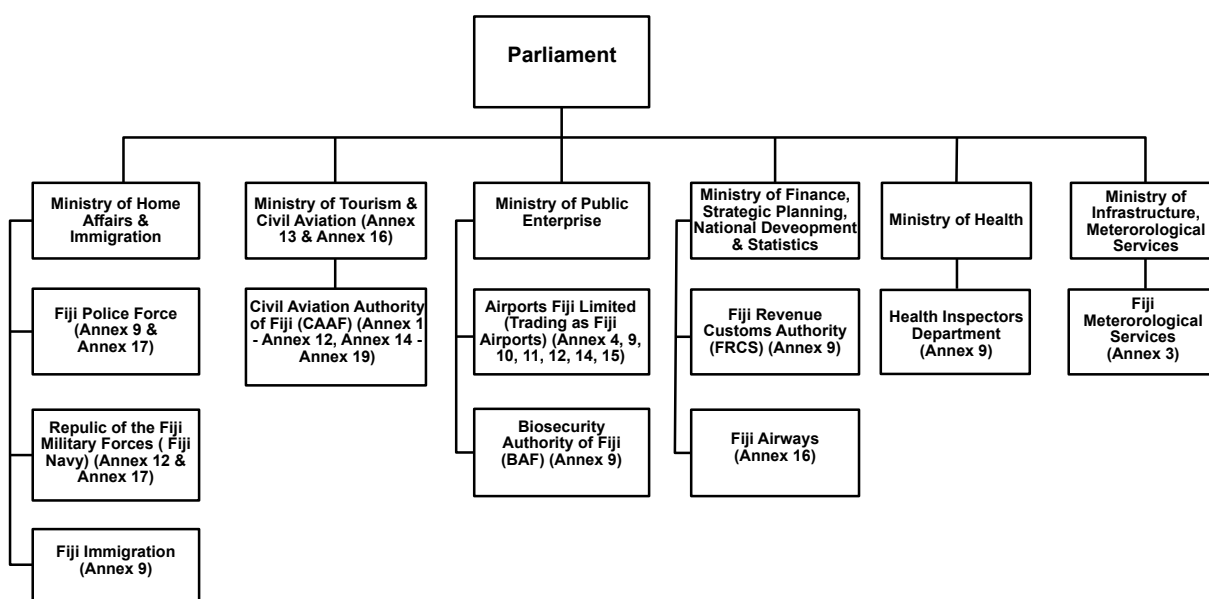 Parliament
Ministry of Home
Affairs &
Immigration
Ministry of Tourism &
Civil Aviation (Annex
13 & Annex 16)
Ministry of Public
Enterprise
Ministry of Finance,
Strategic Planning,
National Deveopment
& Statistics
Ministry of Health
Ministry of
Infrastructure,
Meterorological
Services
Fiji Police Force
(Annex 9 &
Annex 17)
Civil Aviation Authority
of Fiji (CAAF) (Annex 1
- Annex 12, Annex 14 -
Annex 19)
Airports Fiji Limited
(Trading as Fiji
Airports) (Annex 4, 9,
10, 11, 12, 14, 15)
Fiji Revenue
Customs Authority
(FRCS) (Annex 9)
Health Inspectors
Department
(Annex 9)
Fiji
Meterorological
Services
(Annex 3)
Repulic of the Fiji
Military Forces ( Fiji
Navy) (Annex 12 &
Annex 17)
Biosecurity
Authority of Fiji
(BAF) (Annex 9)
Fiji Airways
(Annex 16)
Fiji Immigration
(Annex 9)